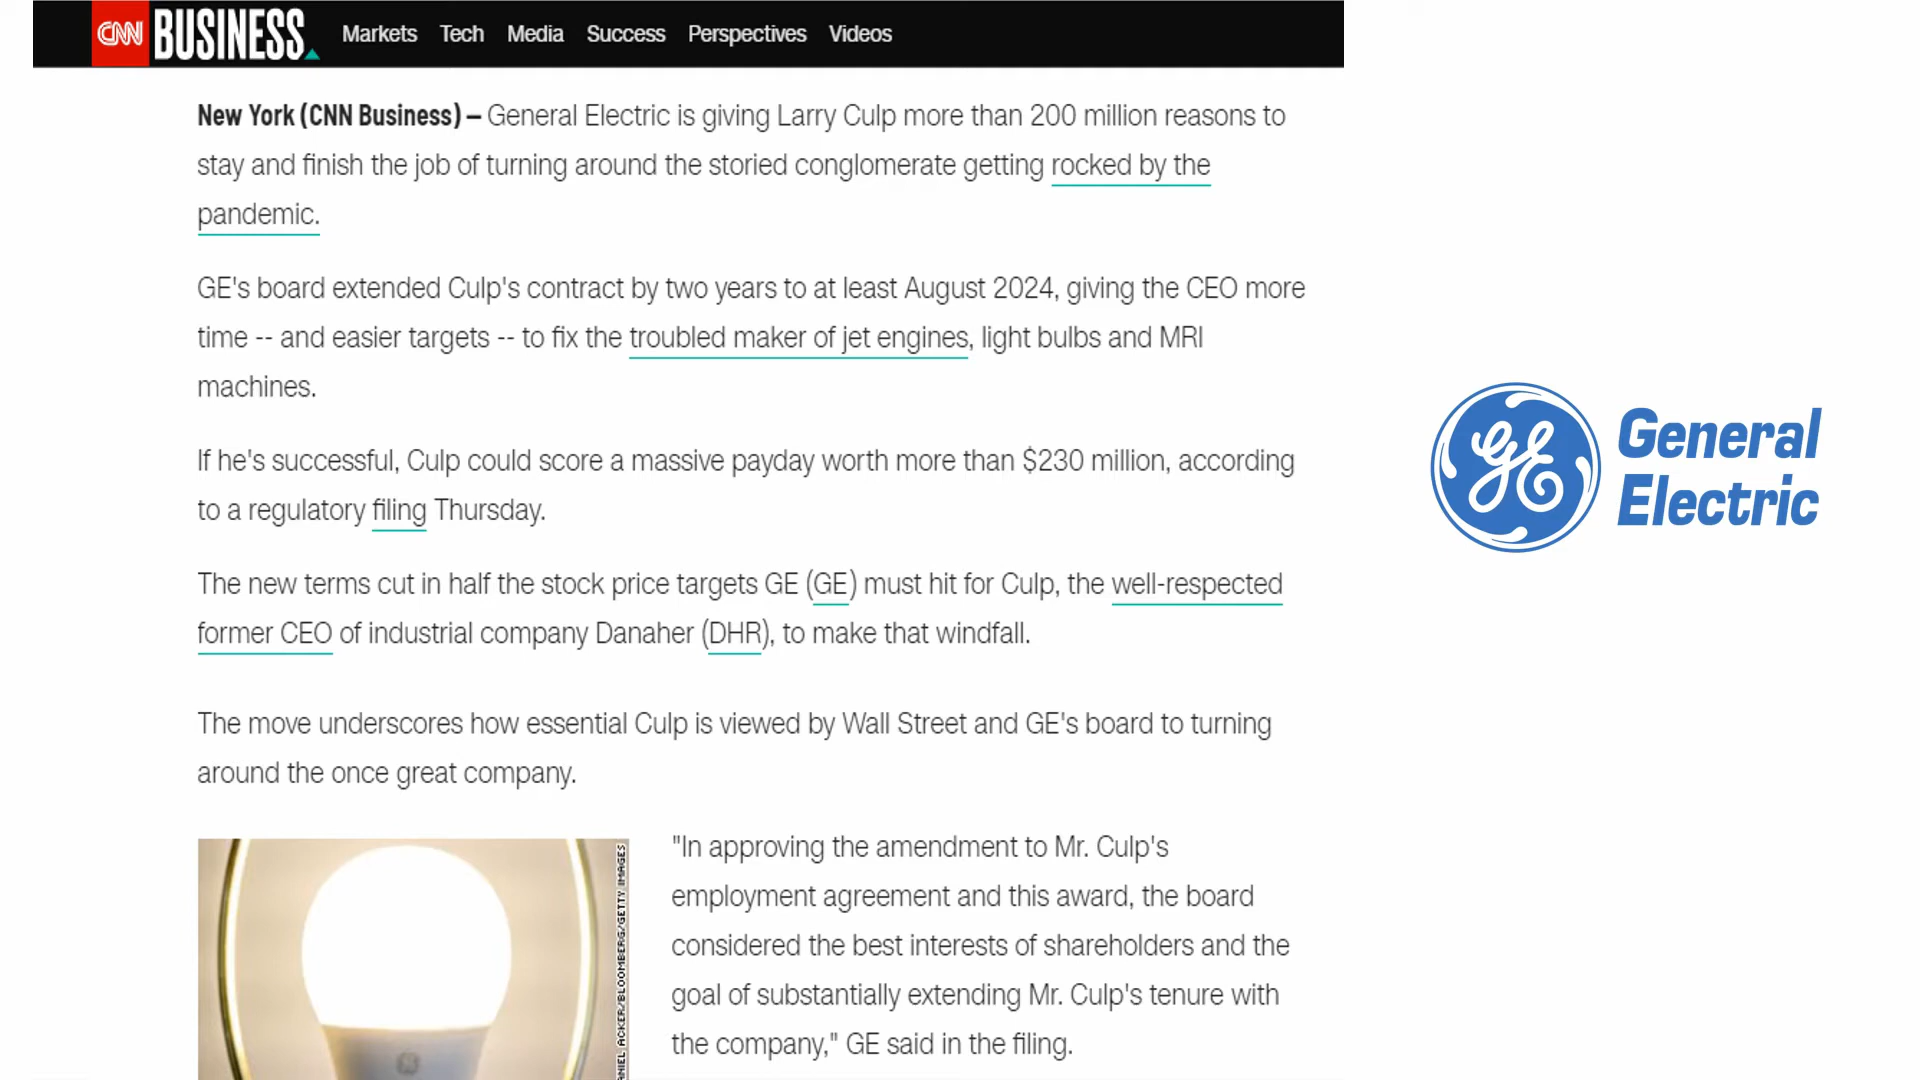 CNN BUSINESS Markets Tech Media Success Perspectives Videos
New York (CNN Business) – General Electric is giving Larry Culp more than 200 million reasons to
stay and finish the job of turning around the storied conglomerate getting rocked by the
pandemic.
GE's board extended Culp's contract by two years to at least August 2024, giving the CEO more
time -- and easier targets -- to fix the troubled maker of jet engines, light bulbs and MRI
machines.
If he's successful, Culp could score a massive payday worth more than $230 million, according
to a regulatory filing Thursday.
The new terms cut in half the stock price targets GE (GE) must hit for Culp, the well-respected
former CEO of industrial company Danaher (DHR), to make that windfall.
The move underscores how essential Culp is viewed by Wall Street and GE's board to turning
around the once great company.
"In approving the amendment to Mr. Culp's
employment agreement and this award, the board
considered the best interests of shareholders and the
goal of substantially extending Mr. Culp's tenure with
the company," GE said in the filing.
ACKER/BLOOMBERG/GETTY IMAGES
GE
General
Electric